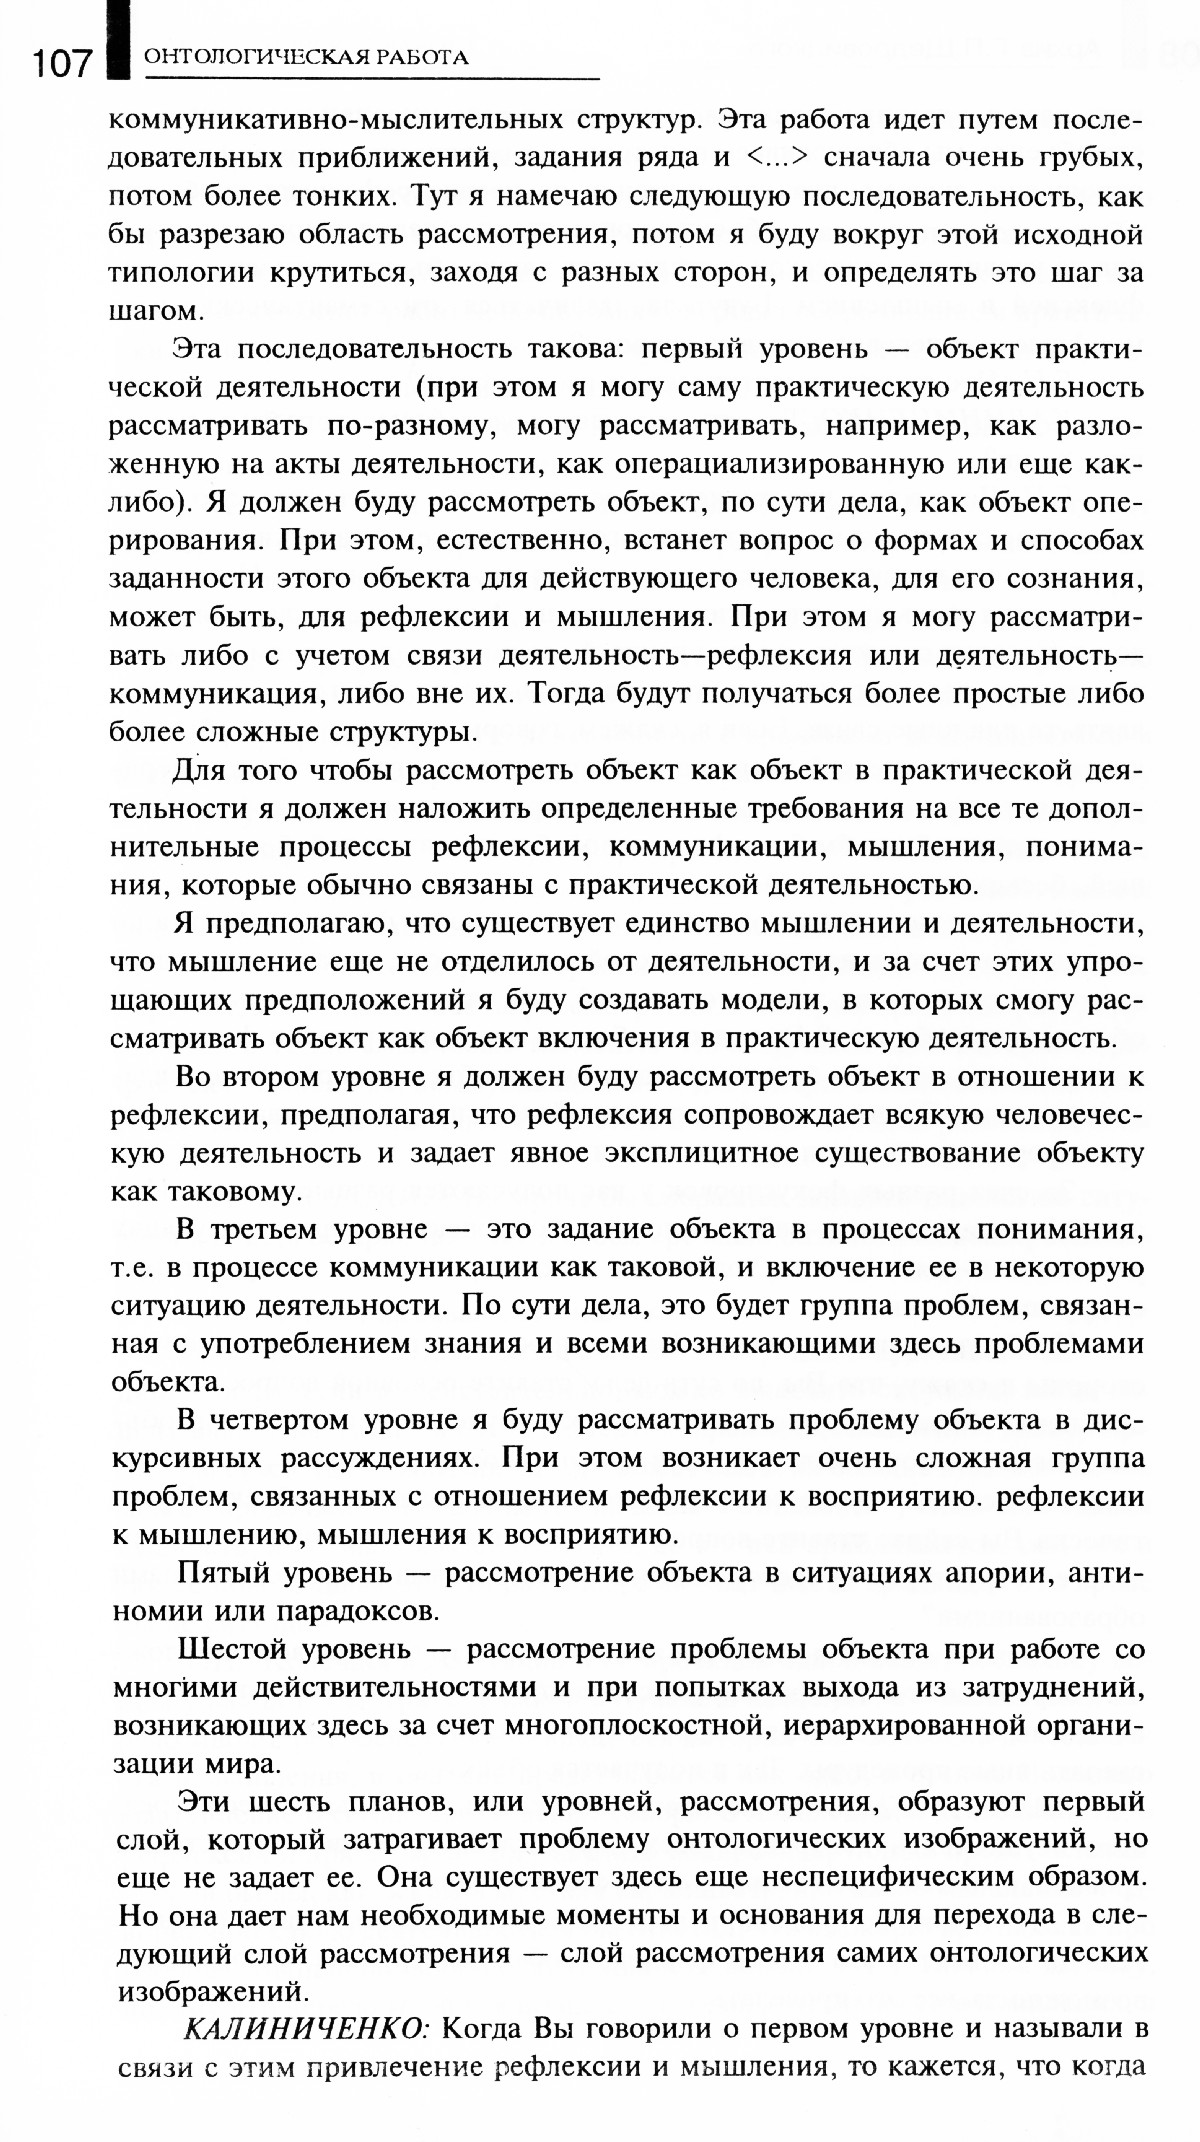 107
ОНТОЛОГИЧЕСКАЯ РАБОТА
коммуникативно-мыслительных структур. Эта работа идет путем после-
довательных приближений, задания ряда и <...> сначала очень грубых,
потом более тонких. Тут я намечаю следующую последовательность, как
бы разрезаю область рассмотрения, потом я буду вокруг этой исходной
типологии крутиться, заходя с разных сторон, и определять это шаг за
шагом.
Эта последовательность такова: первый уровень — объект практи-
ческой деятельности (при этом я могу саму практическую деятельность
рассматривать по-разному, могу рассматривать, например, как разло-
женную на акты деятельности, как операциализированную или еще как-
либо). Я должен буду рассмотреть объект, по сути дела, как объект опе-
рирования. При этом, естественно, встанет вопрос о формах и способах
заданности этого объекта для действующего человека, для его сознания,
может быть, для рефлексии и мышления. При этом я могу рассматри-
вать либо с учетом связи деятельность—рефлексия или деятельность—
коммуникация, либо вне их. Тогда будут получаться более простые либо
более сложные структуры.
Для того чтобы рассмотреть объект как объект в практической дея-
тельности я должен наложить определенные требования на все те допол-
нительные процессы рефлексии, коммуникации, мышления, понима-
ния, которые обычно связаны с практической деятельностью.
Я предполагаю, что существует единство мышлении и деятельности,
что мышление еще не отделилось от деятельности, и за счет этих упро-
щающих предположений я буду создавать модели, в которых смогу рас-
сматривать объект как объект включения в практическую деятельность.
Во втором уровне я должен буду рассмотреть объект в отношении к
рефлексии, предполагая, что рефлексия сопровождает всякую человечес-
кую деятельность и задает явное эксплицитное существование объекту
как таковому.
В третьем уровне — это задание объекта в процессах понимания,
т.е. в процессе коммуникации как таковой, и включение ее в некоторую
ситуацию деятельности. По сути дела, это будет группа проблем, связан-
ная с употреблением знания и всеми возникающими здесь проблемами
объекта.
В четвертом уровне я буду рассматривать проблему объекта в дис-
курсивных рассуждениях. При этом возникает очень сложная группа
проблем, связанных с отношением рефлексии к восприятию. рефлексии
к мышлению, мышления к восприятию.
Пятый уровень — рассмотрение объекта в ситуациях апории, анти-
номии или парадоксов.
Шестой уровень — рассмотрение проблемы объекта при работе со
многими действительностями и при попытках выхода из затруднений,
возникающих здесь за счет многоплоскостной, иерархированной органи-
зации мира.
Эти шесть планов, или уровней, рассмотрения, образуют первый
слой, который затрагивает проблему онтологических изображений, но
еще не задает ее. Она существует здесь еще неспецифическим образом.
Но она дает нам необходимые моменты и основания для перехода в сле-
дующий слой рассмотрения — слой рассмотрения самих онтологических
изображений.
КАЛИНИЧЕНКО: Когда Вы говорили о первом уровне и называли в
связи с этим привлечение рефлексии и мышления, то кажется, что когда